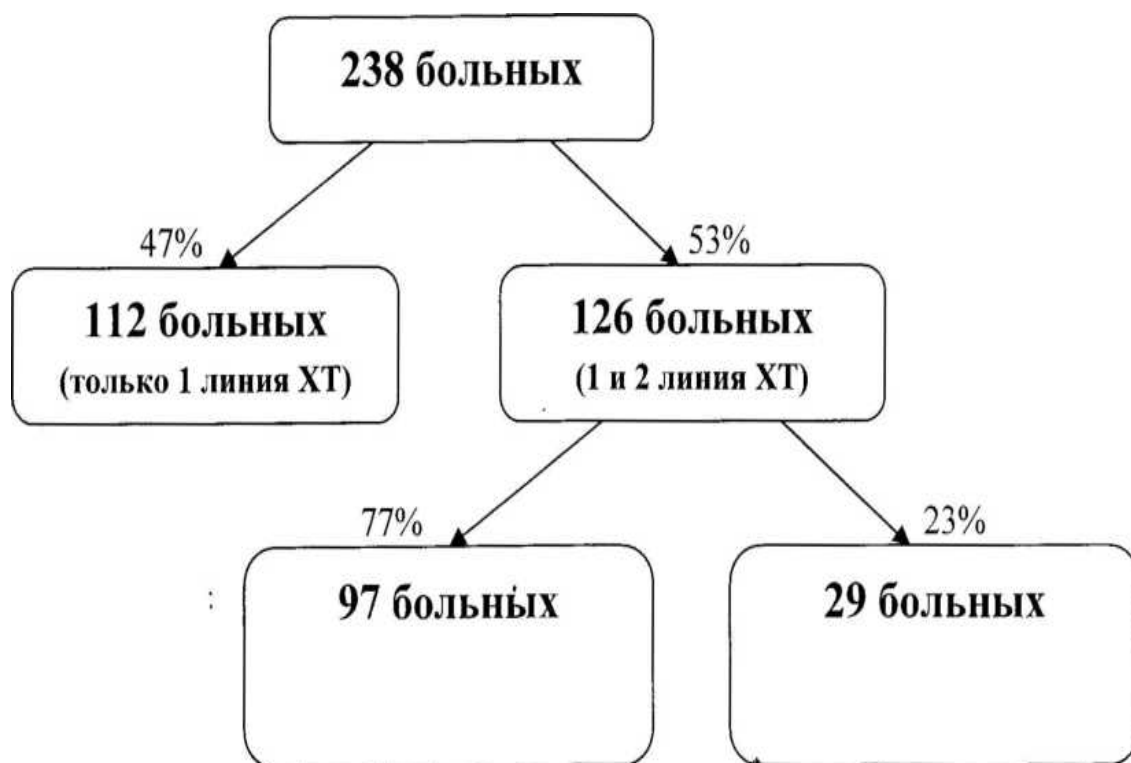 238 больных
47%
53%
112 больных
(только 1 линия ХТ)
126 больных
(1 и 2 линия ХТ)
77%
23%
97 больных
29 больных